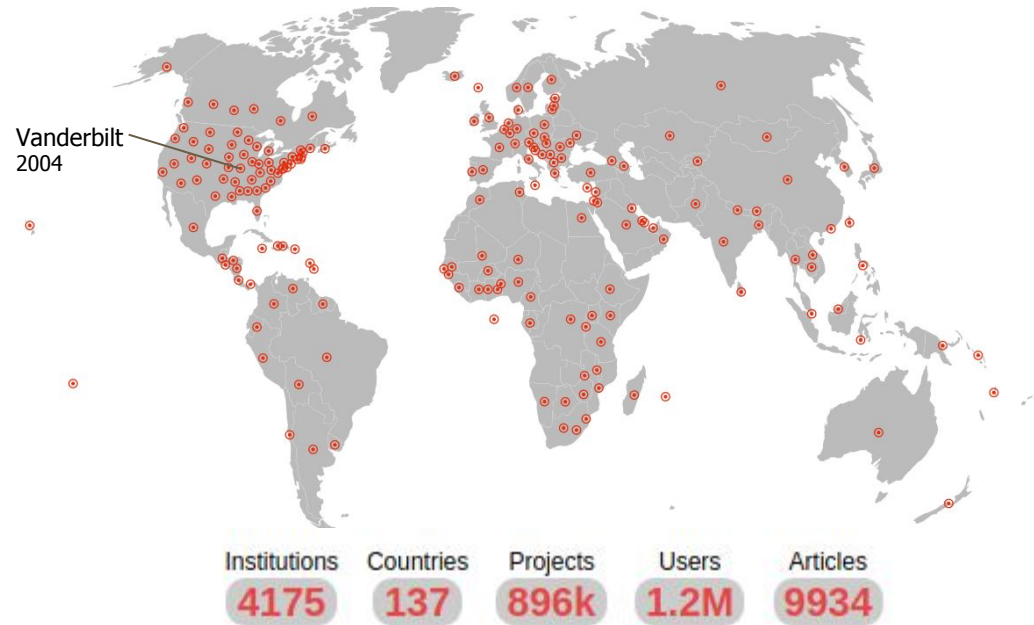 Vanderbilt
2004
Institutions Countries Projects Users Articles
4175 137 896k 1.2M 9934